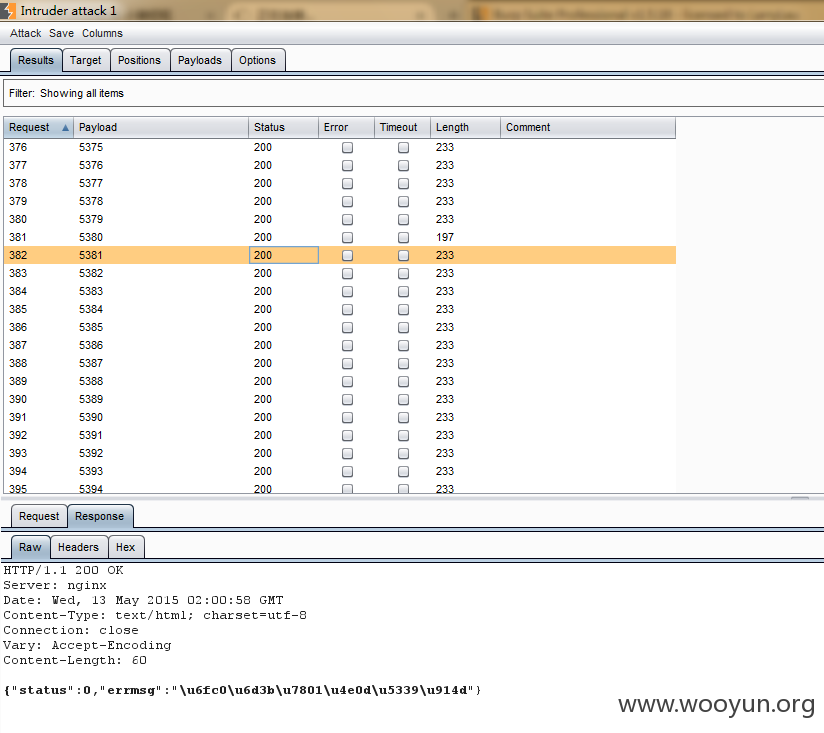 Intruder attack 1
Attack Save Columns
Results Target Positions Payloads Options
Filter: Showing all items
Request Payload Status Error Timeout Length Comment
376 5375 200 233
377 5376 200 233
378 5377 200 233
379 5378 200 233
380 5379 200 233
381 5380 200 197
382 5381 200 233
383 5382 200 233
384 5383 200 233
385 5384 200 233
386 5385 200 233
387 5386 200 233
388 5387 200 233
389 5388 200 233
390 5389 200 233
391 5390 200 233
392 5391 200 233
393 5392 200 233
394 5393 200 233
395 5394 200 233
Request Response
Raw Headers Hex
HTTP/1.1 200 OK
Server: nginx
Date: Wed, 13 May 2015 02:00:58 GMT
Content-Type: text/html; charset=utf-8
Connection: close
Vary: Accept-Encoding
Content-Length: 60
{"status":0,"errmsg":"\u6fc0\u6d3b\u7801\u4e0d\u5339\u914d"}
www.wooyun.org